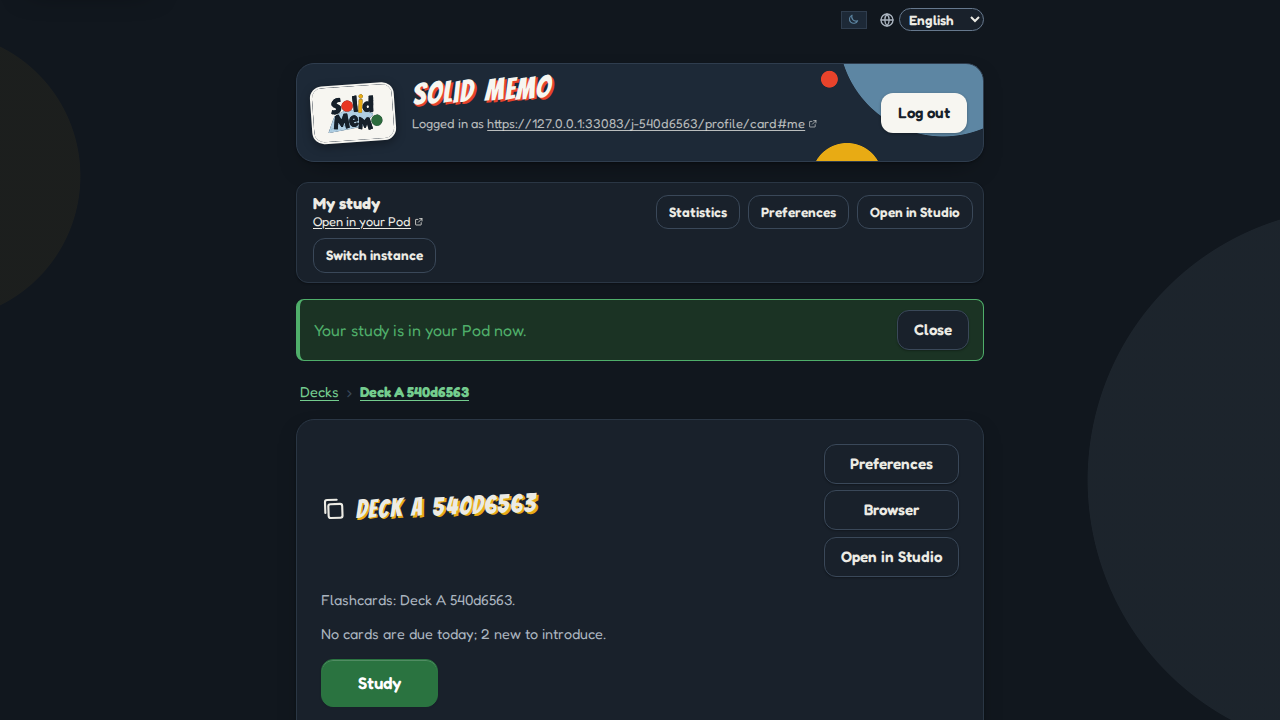 English
Solid Memo
SOLID MEMO
Logged in as https://127.0.0.1:33083/j-540d6563/profile/card#me
Log out
My study
Open in your Pod
Statistics
Preferences
Open in Studio
Switch instance
Your study is in your Pod now.
Close
Decks › Deck A 540d6563
Preferences
DECK A 540D6563
Browser
Open in Studio
Flashcards: Deck A 540d6563.
No cards are due today; 2 new to introduce.
Study